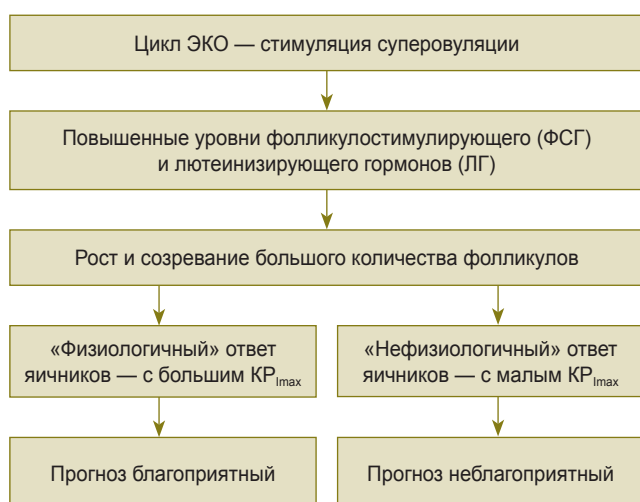 Цикл ЭКО — стимуляция суперовуляции
Повышенные уровни фолликулостимулирующего (ФСГ)
и лютеинизирующего гормонов (ЛГ)
Рост и созревание большого количества фолликулов
«Физиологичный» ответ
яичников — с большим КРImax
«Нефизиологичный» ответ
яичников — с малым КРImax
Прогноз благоприятный
Прогноз неблагоприятный